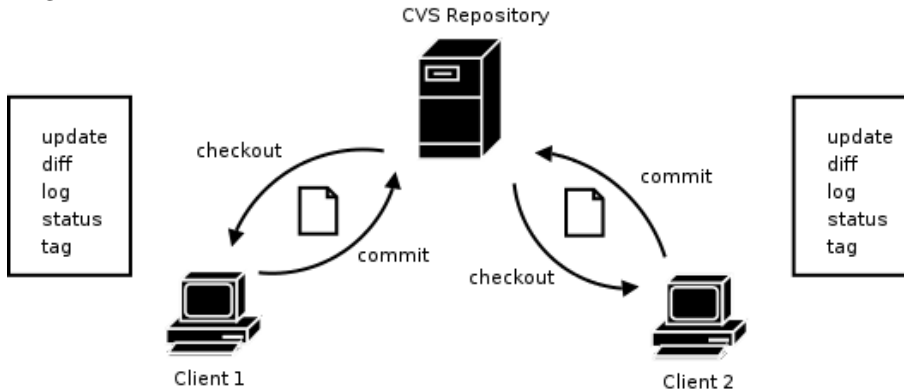 CVS Repository
update
diff
log
status
tag
checkout
commit
commit
checkout
update
diff
log
status
tag
Client 1
Client 2